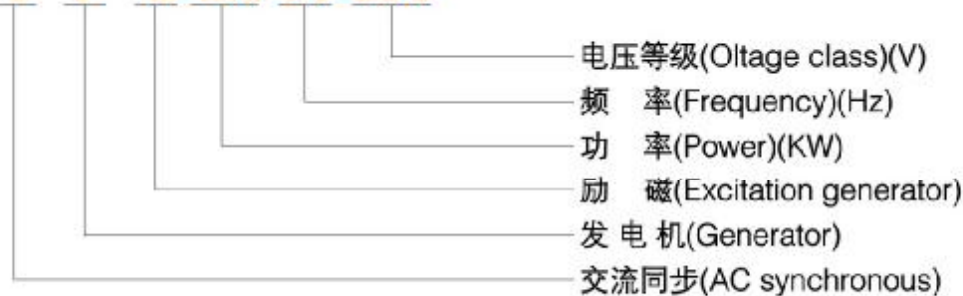 电压等级(Oltage class)(V)
频 率(Frequency)(Hz)
功 率(Power)(KW)
励 磁(Excitation generator)
发 电 机(Generator)
交流同步(AC synchronous)